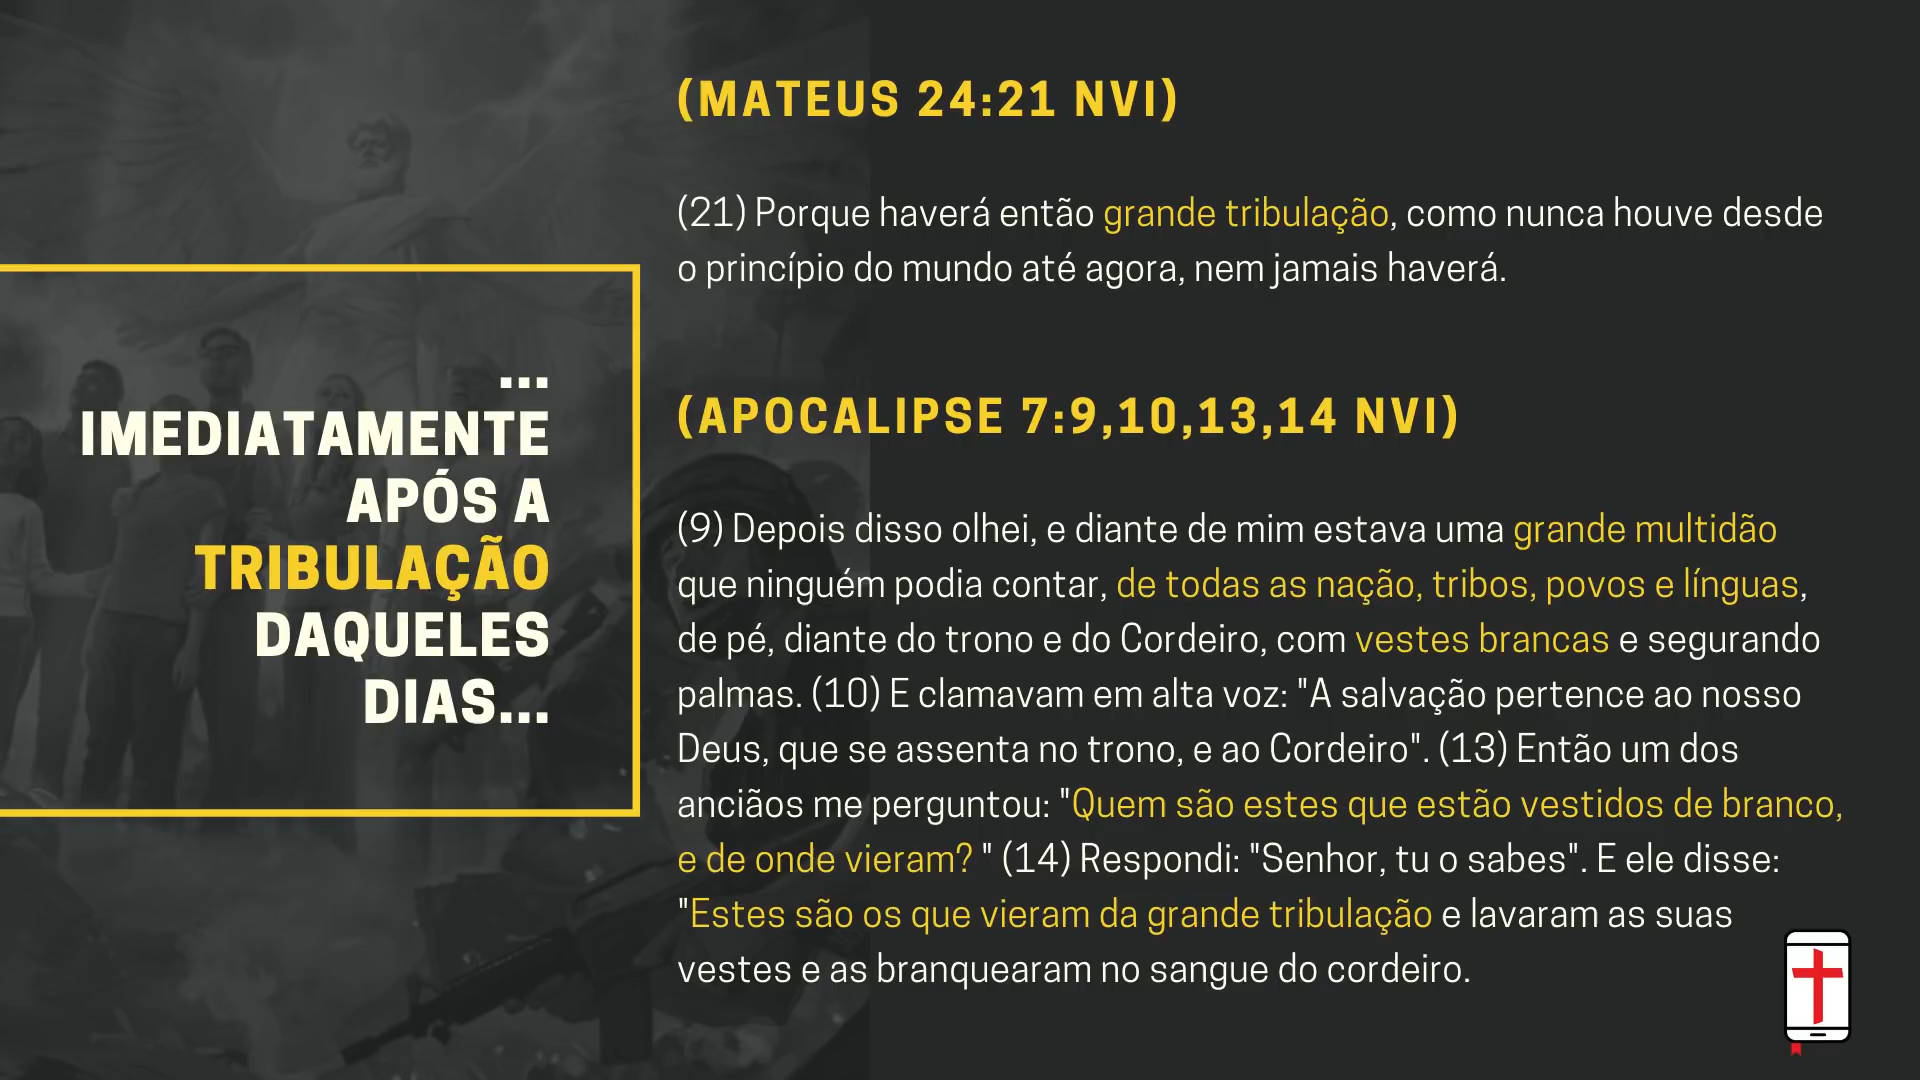 ...
IMEDIATAMENTE
APÓS A
TRIBULAÇÃO
DAQUELES
DIAS...
(MATEUS 24:21 NVI)
(21) Porque haverá então grande tribulação, como nunca houve desde
o princípio do mundo até agora, nem jamais haverá.
(APOCALIPSE 7:9,10,13,14 NVI)
(9) Depois disso olhei, e diante de mim estava uma grande multidão
que ninguém podia contar, de todas as nação, tribos, povos e línguas,
de pé, diante do trono e do Cordeiro, com vestes brancas e segurando
palmas. (10) E clamavam em alta voz: "A salvação pertence ao nosso
Deus, que se assenta no trono, e ao Cordeiro". (13) Então um dos
anciãos me perguntou: "Quem são estes que estão vestidos de branco,
e de onde vieram? " (14) Respondi: "Senhor, tu o sabes". E ele disse:
"Estes são os que vieram da grande tribulação e lavaram as suas
vestes e as branquearam no sangue do cordeiro.